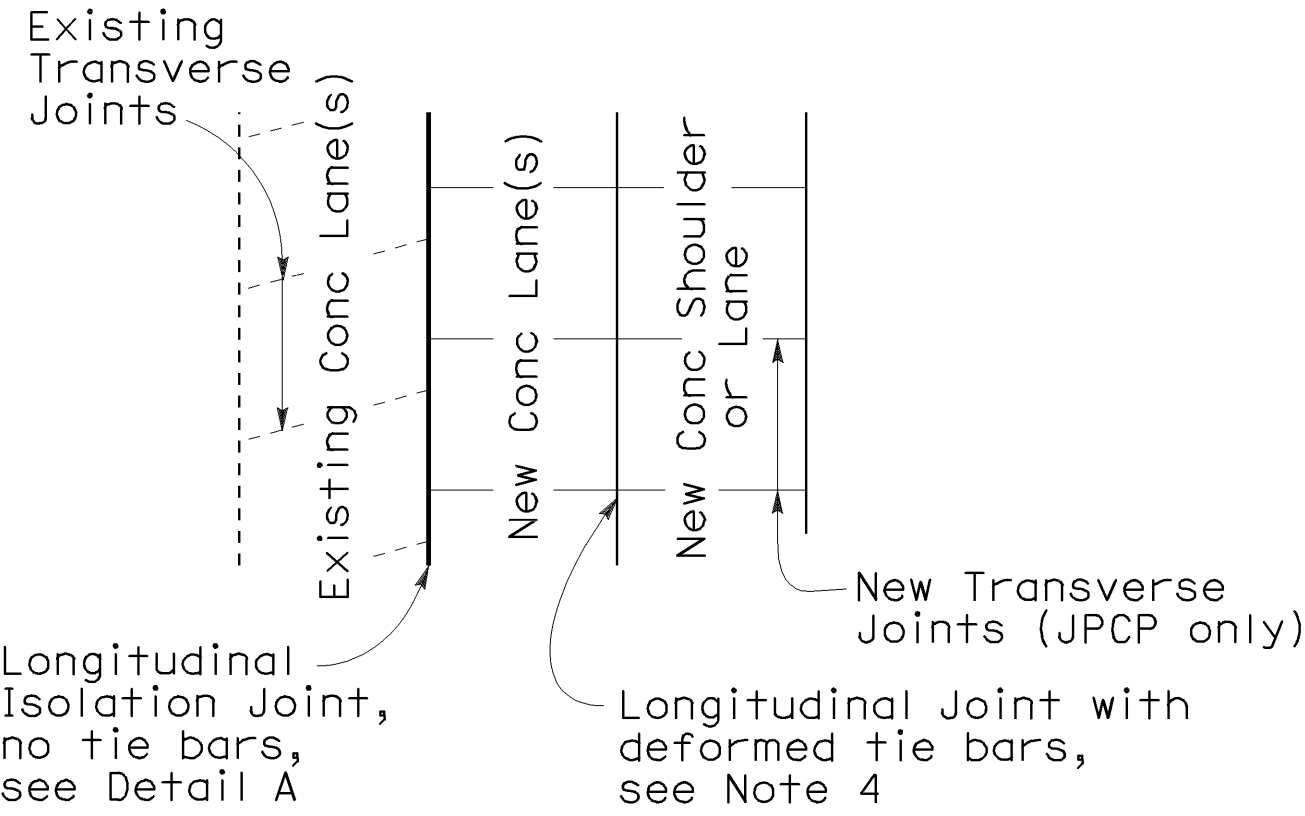 Existing
Transverse
Joints
Existing Conc Lane(s)
New Conc Lane(s)
New Conc Shoulder
or Lane
New Transverse
Joints (JPCP only)
Longitudinal
Isolation Joint,
no tie bars,
see Detail A
Longitudinal Joint with
deformed tie bars,
see Note 4